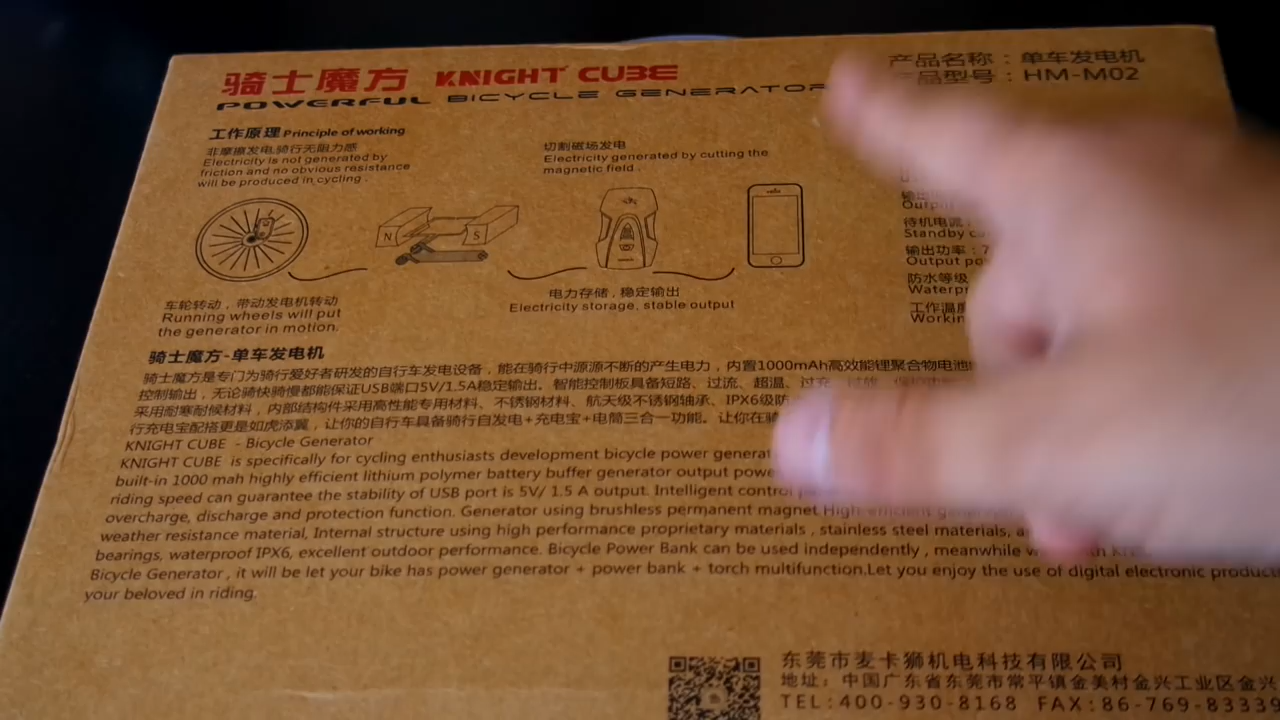 骑士魔方 KNIGHT CUBE
POWERFUL BICYCLE GENERATOR
产品名称：单车发电机
产品型号：HM-M02
工作原理 Principle of working
非摩擦发电,骑行无阻力感
Electricity is not generated by
friction and no obvious resistance
will be produced in cycling .
切割磁场发电
Electricity generated by cutting the
magnetic field .
N
S
车轮转动，带动发电机转动
Running wheels will put
the generator in motion.
电力存储，稳定输出
Electricity storage, stable output
待机电流
Standby
输出功率：7
Output
防水等级
工作温度
骑士魔方-单车发电机
骑士魔方是专门为骑行爱好者研发的自行车发电设备，能在骑行中源源不断的产生电力，内置1000mAh高效能锂聚合物电池
控制输出，无论骑快骑慢都能保证USB端口5V/1.5A稳定输出。智能控制板具备短路、过流、超温、过充
采用耐寒耐候材料，内部结构件采用高性能专用材料、不锈钢材料、航天级不锈钢轴承、IPX6级防
行充电宝配搭更是如虎添翼，让你的自行车具备骑行自发电+充电宝+电筒三合一功能。让你在骑
KNIGHT CUBE - Bicycle Generator
KNIGHT CUBE is specifically for cycling enthusiasts development bicycle power
built-in 1000 mah highly efficient lithium polymer battery buffer generator output
riding speed can guarantee the stability of USB port is 5V/ 1.5 A output. Intelligent
overcharge, discharge and protection function. Generator using brushless permanent magnet
weather resistance material, Internal structure using high performance proprietary materials , stainless steel materials,
bearings, waterproof IPX6, excellent outdoor performance. Bicycle Power Bank can be used independently , meanwhile
Bicycle Generator , it will be let your bike has power generator + power bank + torch multifunction.Let you enjoy the use of digital electronic
your beloved in riding.
东莞市麦卡狮机电科技有限公司
地址：中国广东省东莞市常平镇金美村金兴工业区金兴
TEL:400-930-8168 FAX:86-769-83339